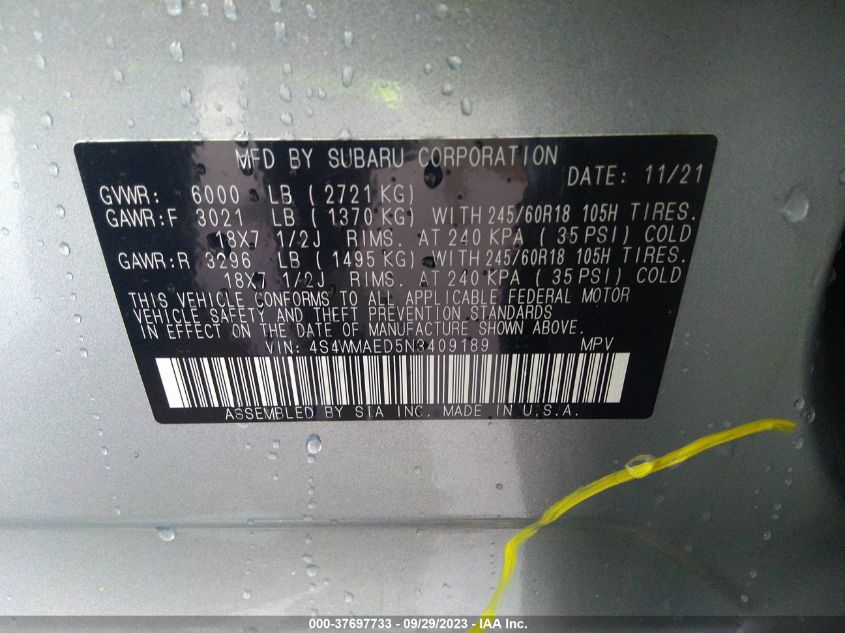 MFD BY SUBARU CORPORATION
DATE: 11/21
GVWR: 6000 LB ( 2721 KG)
GAWR:F 3021 LB ( 1370 KG) WITH 245/60R18 105H TIRES.
18X7 1/2J RIMS. AT 240 KPA ( 35 PSI) COLD
GAWR:R 3296 LB ( 1495 KG) WITH 245/60R18 105H TIRES.
18X7 1/2J RIMS. AT 240 KPA ( 35 PSI) COLD
THIS VEHICLE CONFORMS TO ALL APPLICABLE FEDERAL MOTOR
VEHICLE SAFETY AND THEFT PREVENTION STANDARDS
IN EFFECT ON THE DATE OF MANUFACTURE SHOWN ABOVE.
VIN: 4S4WMAED5N3409189 MPV
ASSEMBLED BY SIA INC. MADE IN U.S.A.
000-37697733 - 09/29/2023 - IAA Inc.